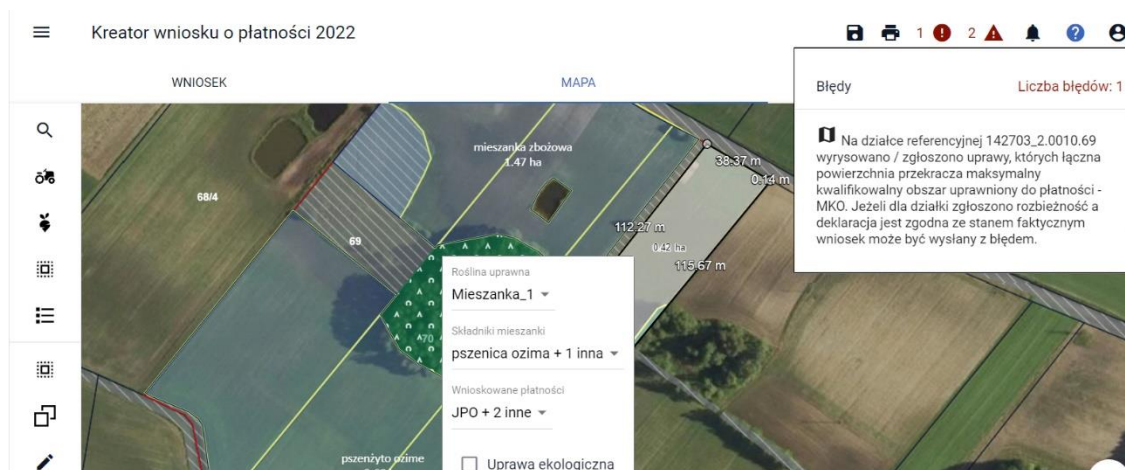 Kreator wniosku o płatności 2022
1 2
WNIOSEK
MAPA
Błędy
Liczba błędów: 1
Na działce referencyjnej 142703_2.0010.69
wyrysowano / zgłoszono uprawy, których łączna
powierzchnia przekracza maksymalny
kwalifikowalny obszar uprawniony do płatności -
MKO. Jeżeli dla działki zgłoszono rozbieżność a
deklaracja jest zgodna ze stanem faktycznym
wniosek może być wysłany z błędem.
mieszanka zbożowa
1.47 ha
38.37 m
0.14 m
68/4
112.27 m
69
0.42 ha
115.67 m
Roślina uprawna
Mieszanka_1
Składniki mieszanki
pszenica ozima + 1 inna
70
Wnioskowane płatności
JPO + 2 inne
pszenżyto ozime
Uprawa ekologiczna